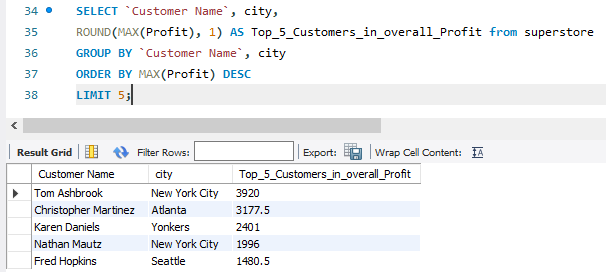 34 SELECT `Customer Name`, city,
35 ROUND(MAX(Profit), 1) AS Top_5_Customers_in_overall_Profit from superstore
36 GROUP BY `Customer Name`, city
37 ORDER BY MAX(Profit) DESC
38 LIMIT 5;
Result Grid Filter Rows: Export: Wrap Cell Content: IA
Customer Name city Top_5_Customers_in_overall_Profit
Tom Ashbrook New York City 3920
Christopher Martinez Atlanta 3177.5
Karen Daniels Yonkers 2401
Nathan Mautz New York City 1996
Fred Hopkins Seattle 1480.5